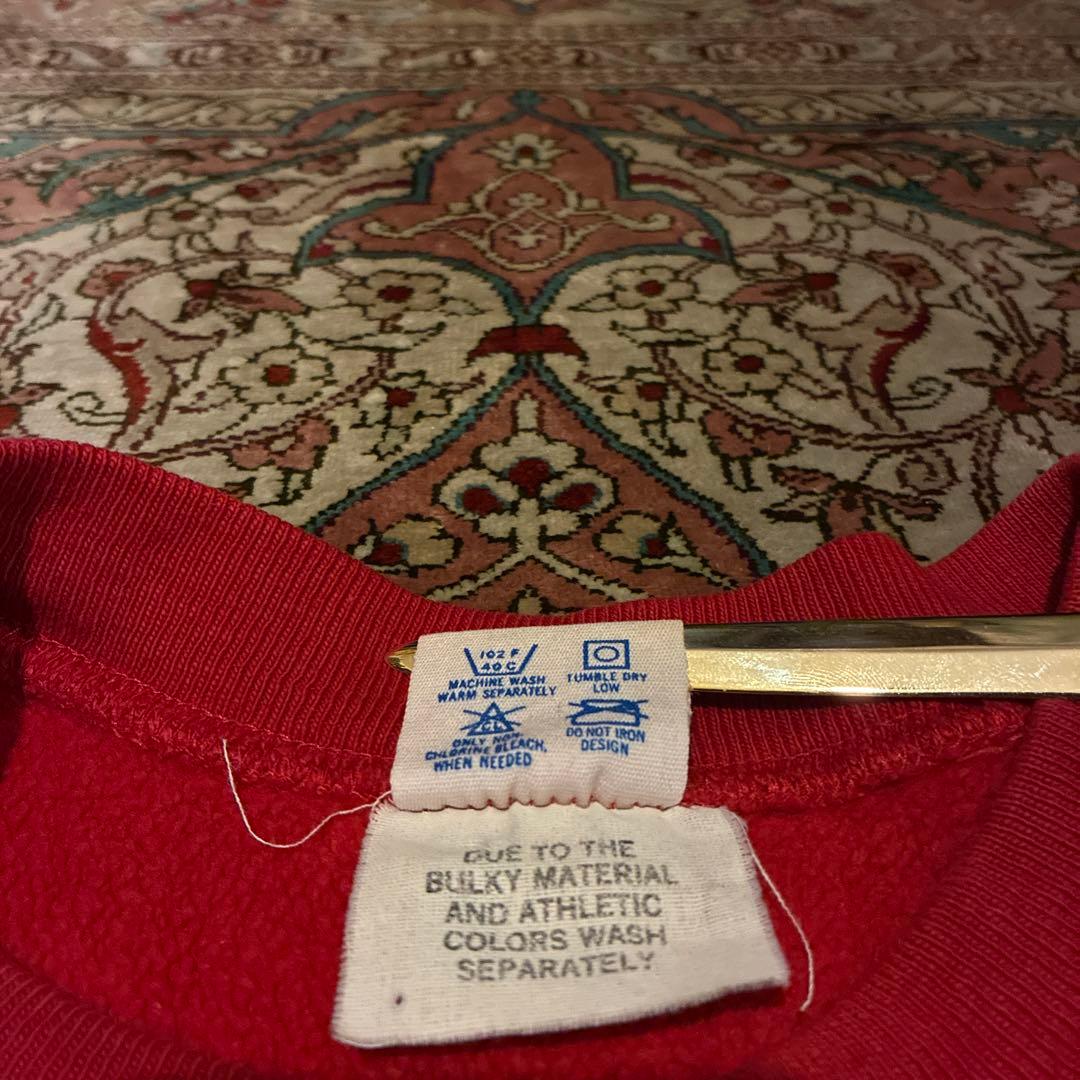 102 F
40 C
MACHINE WASH
WARM SEPARATELY
TUMBLE DRY
LOW
CL
ONLY NON-
CHLORINE BLEACH,
WHEN NEEDED
DO NOT IRON
DESIGN
DUE TO THE
BULKY MATERIAL
AND ATHLETIC
COLORS WASH
SEPARATELY